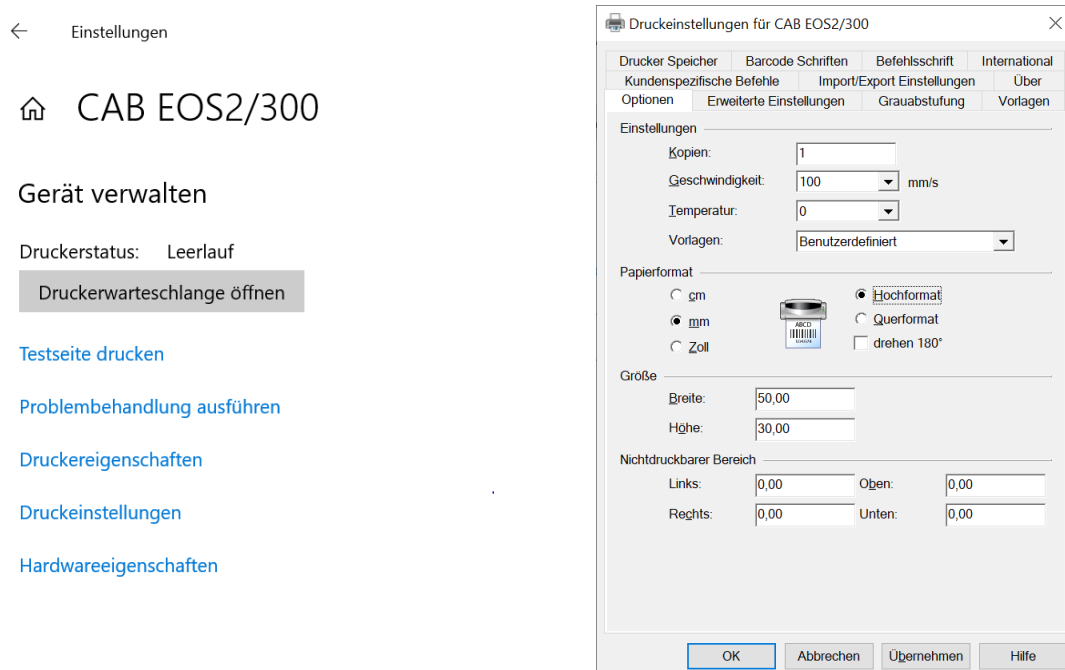 Einstellungen
CAB EOS2/300
Gerät verwalten
Druckerstatus: Leerlauf
Druckerwarteschlange öffnen
Testseite drucken
Problembehandlung ausführen
Druckereigenschaften
Druckeinstellungen
Hardwareeigenschaften
Druckeinstellungen für CAB EOS2/300
Drucker Speicher Barcode Schriften Befehlsschrift International
Kundenspezifische Befehle Import/Export Einstellungen Über
Optionen Erweiterte Einstellungen Grauabstufung Vorlagen
Einstellungen
Kopien: 1
Geschwindigkeit: 100 mm/s
Temperatur: 0
Vorlagen: Benutzerdefiniert
Papierformat
cm Hochformat
mm ABCD Querformat
Zoll drehen 180°
Größe
Breite: 50,00
Höhe: 30,00
Nichtdruckbarer Bereich
Links: 0,00 Oben: 0,00
Rechts: 0,00 Unten: 0,00
OK Abbrechen Übernehmen Hilfe